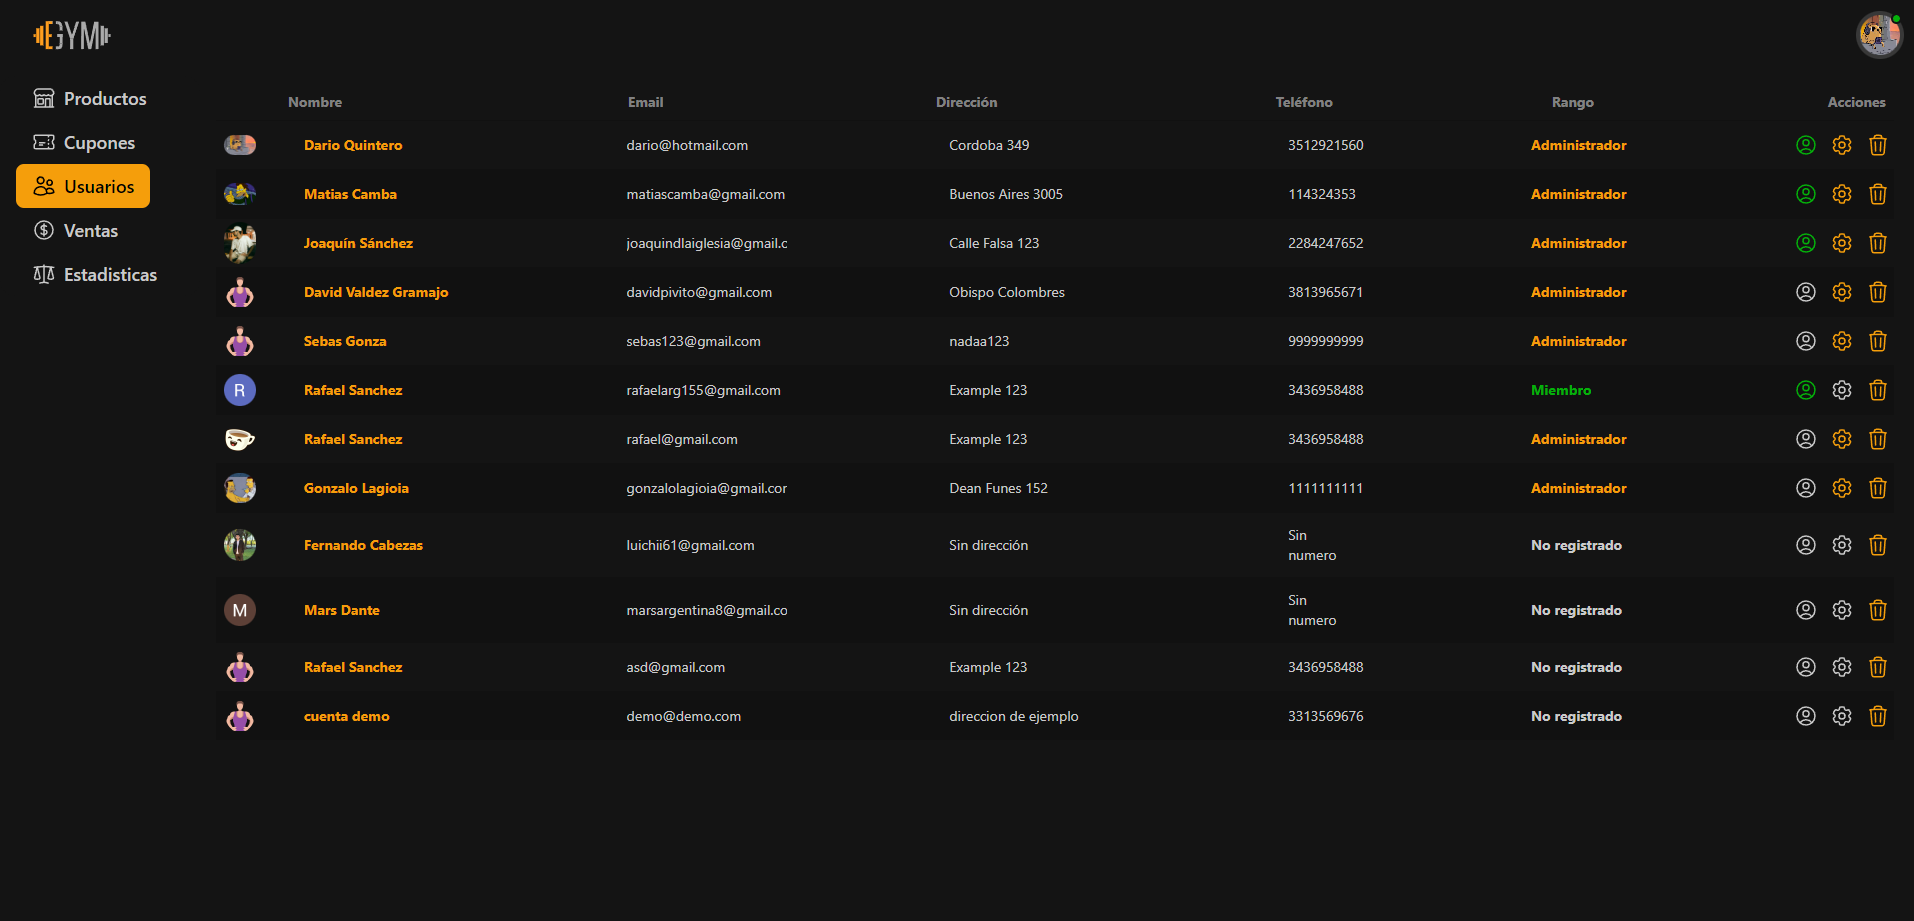 EGYM
Productos
Cupones
Usuarios
Ventas
Estadisticas
Nombre Email Dirección Teléfono Rango Acciones
Dario Quintero dario@hotmail.com Cordoba 349 3512921560 Administrador
Matias Camba matiascamba@gmail.com Buenos Aires 3005 114324353 Administrador
Joaquín Sánchez joaquindlaiglesia@gmail.c Calle Falsa 123 2284247652 Administrador
David Valdez Gramajo davidpivito@gmail.com Obispo Colombres 3813965671 Administrador
Sebas Gonza sebas123@gmail.com nadaa123 9999999999 Administrador
R Rafael Sanchez rafaelarg155@gmail.com Example 123 3436958488 Miembro
Rafael Sanchez rafael@gmail.com Example 123 3436958488 Administrador
Gonzalo Lagioia gonzalolagioia@gmail.cor Dean Funes 152 1111111111 Administrador
Fernando Cabezas luichii61@gmail.com Sin dirección Sin numero No registrado
M Mars Dante marsargentina8@gmail.co Sin dirección Sin numero No registrado
Rafael Sanchez asd@gmail.com Example 123 3436958488 No registrado
cuenta demo demo@demo.com direccion de ejemplo 3313569676 No registrado